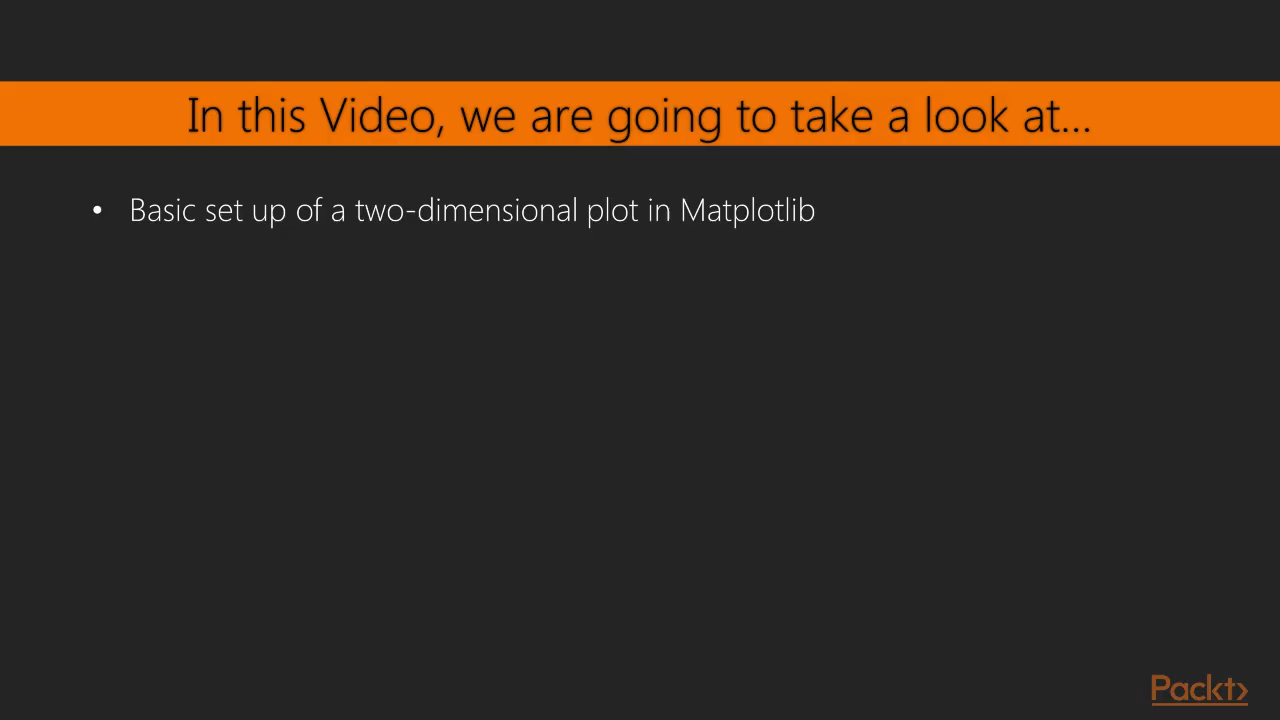 In this Video, we are going to take a look at...
• Basic set up of a two-dimensional plot in Matplotlib
Packt>